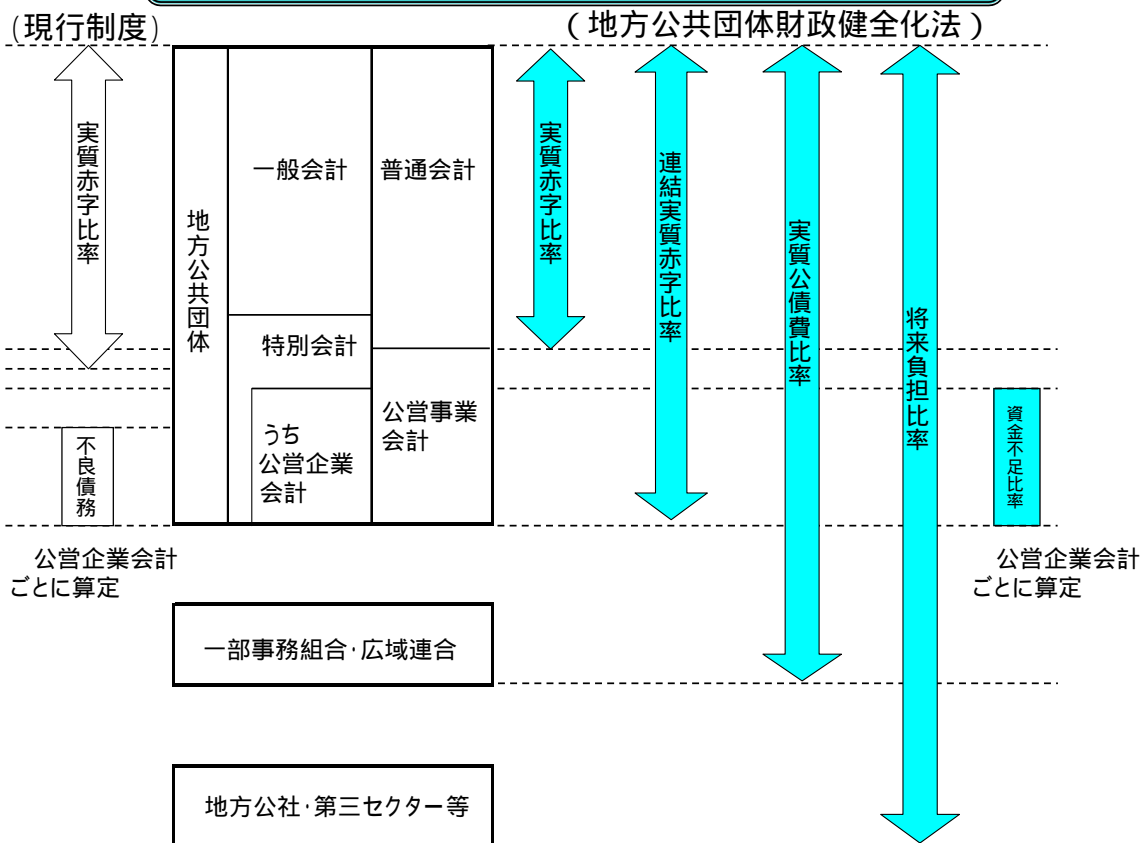 (現行制度)
(地方公共団体財政健全化法)
実質赤字比率
地方公共団体
一般会計
普通会計
特別会計
うち
公営企業
会計
公営事業
会計
不良債務
公営企業会計
ごとに算定
実質赤字比率
連結実質赤字比率
実質公債費比率
将来負担比率
資金不足比率
公営企業会計
ごとに算定
一部事務組合・広域連合
地方公社・第三セクター等